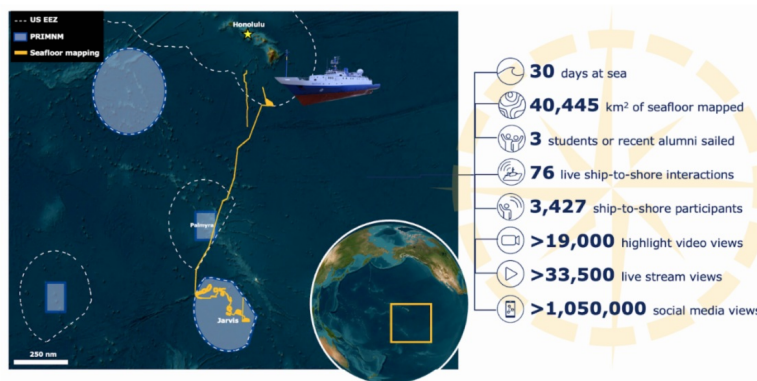 US EEZ
PRIMNM
Seafloor mapping
Honolulu
Palmyra
Jarvis
250 nm
30 days at sea
40,445 km² of seafloor mapped
3 students or recent alumni sailed
76 live ship-to-shore interactions
3,427 ship-to-shore participants
>19,000 highlight video views
>33,500 live stream views
>1,050,000 social media views